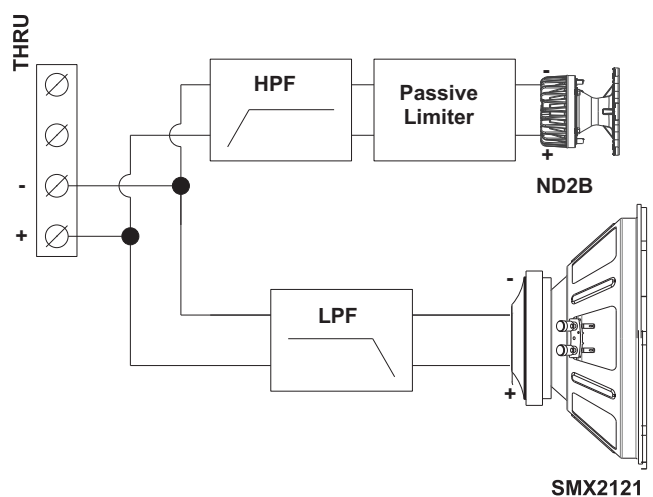 THRU
HPF
Passive
Limiter
-
+
ND2B
-
+
LPF
-
+
SMX2121